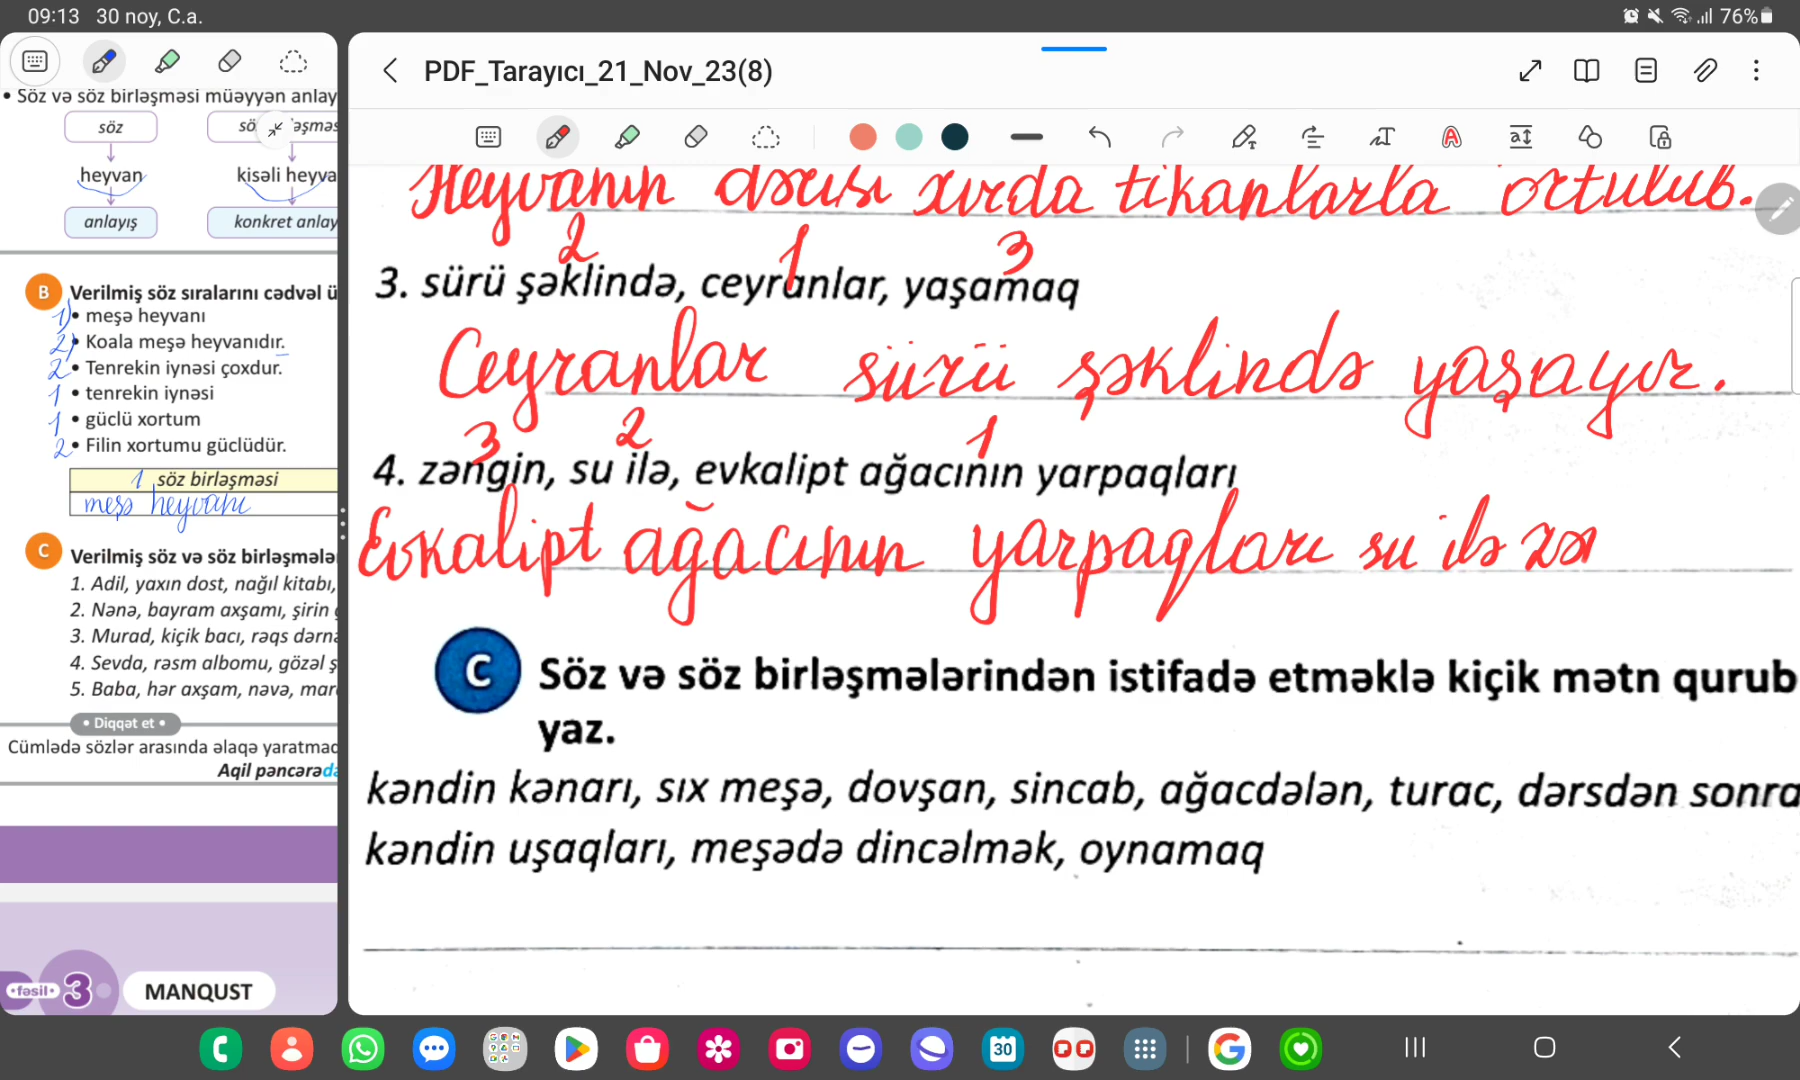 09:13 30 noy, C.a.
76%
• Söz və söz birləşməsi müəyyən anlay
söz
heyvan
kisəli heyva
anlayış
konkret anlay
B Verilmiş söz sıralarını cədvəl ü
1) • meşə heyvanı
2) • Koala meşə heyvanıdır.
2 • Tenrekin iynəsi çoxdur.
1 • tenrekin iynəsi
1 • güclü xortum
2 • Filin xortumu güclüdür.
1 söz birləşməsi
meşə heyvanı
C Verilmiş söz və söz birləşmələ
1. Adil, yaxın dost, nağıl kitabı,
2. Nənə, bayram axşamı, şirin
3. Murad, kiçik bacı, rəqs dərnə
4. Sevda, rəsm albomu, gözəl ş
5. Baba, hər axşam, nəvə, mar
• Diqqət et •
Cümlədə sözlər arasında əlaqə yaratmaq
Aqil pəncərədə
•fəsil• 3 MANQUST
PDF_Tarayıcı_21_Nov_23(8)
Heyvanın dərisi xırda tikanlarla örtülüb.
2 1 3
3. sürü şəklində, ceyranlar, yaşamaq
Ceyranlar sürü şəklində yaşayır.
3 2 1
4. zəngin, su ilə, evkalipt ağacının yarpaqları
Evkalipt ağacının yarpaqları su ilə zə
C Söz və söz birləşmələrindən istifadə etməklə kiçik mətn qurub
yaz.
kəndin kənarı, sıx meşə, dovşan, sincab, ağacdələn, turac, dərsdən sonra
kəndin uşaqları, meşədə dincəlmək, oynamaq
30